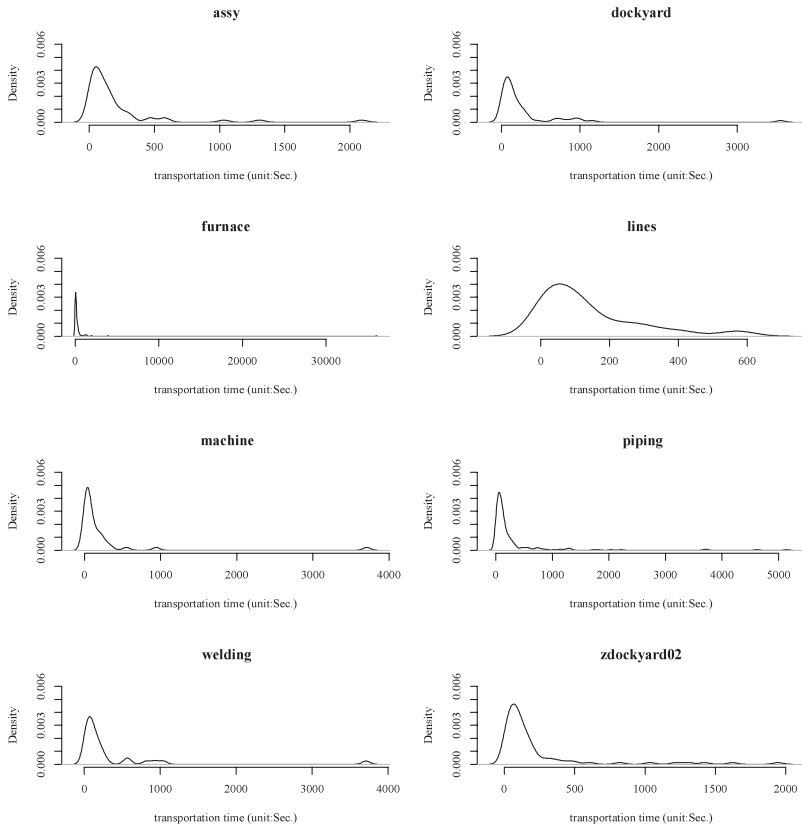 assy
Density
0.000 0.003 0.006
0 500 1000 1500 2000
transportation time (unit:Sec.)
dockyard
Density
0.000 0.003 0.006
0 1000 2000 3000
transportation time (unit:Sec.)
furnace
Density
0.000 0.003 0.006
0 10000 20000 30000
transportation time (unit:Sec.)
lines
Density
0.000 0.003 0.006
0 200 400 600
transportation time (unit:Sec.)
machine
Density
0.000 0.003 0.006
0 1000 2000 3000 4000
transportation time (unit:Sec.)
piping
Density
0.000 0.003 0.006
0 1000 2000 3000 4000 5000
transportation time (unit:Sec.)
welding
Density
0.000 0.003 0.006
0 1000 2000 3000 4000
transportation time (unit:Sec.)
zdockyard02
Density
0.000 0.003 0.006
0 500 1000 1500 2000
transportation time (unit:Sec.)